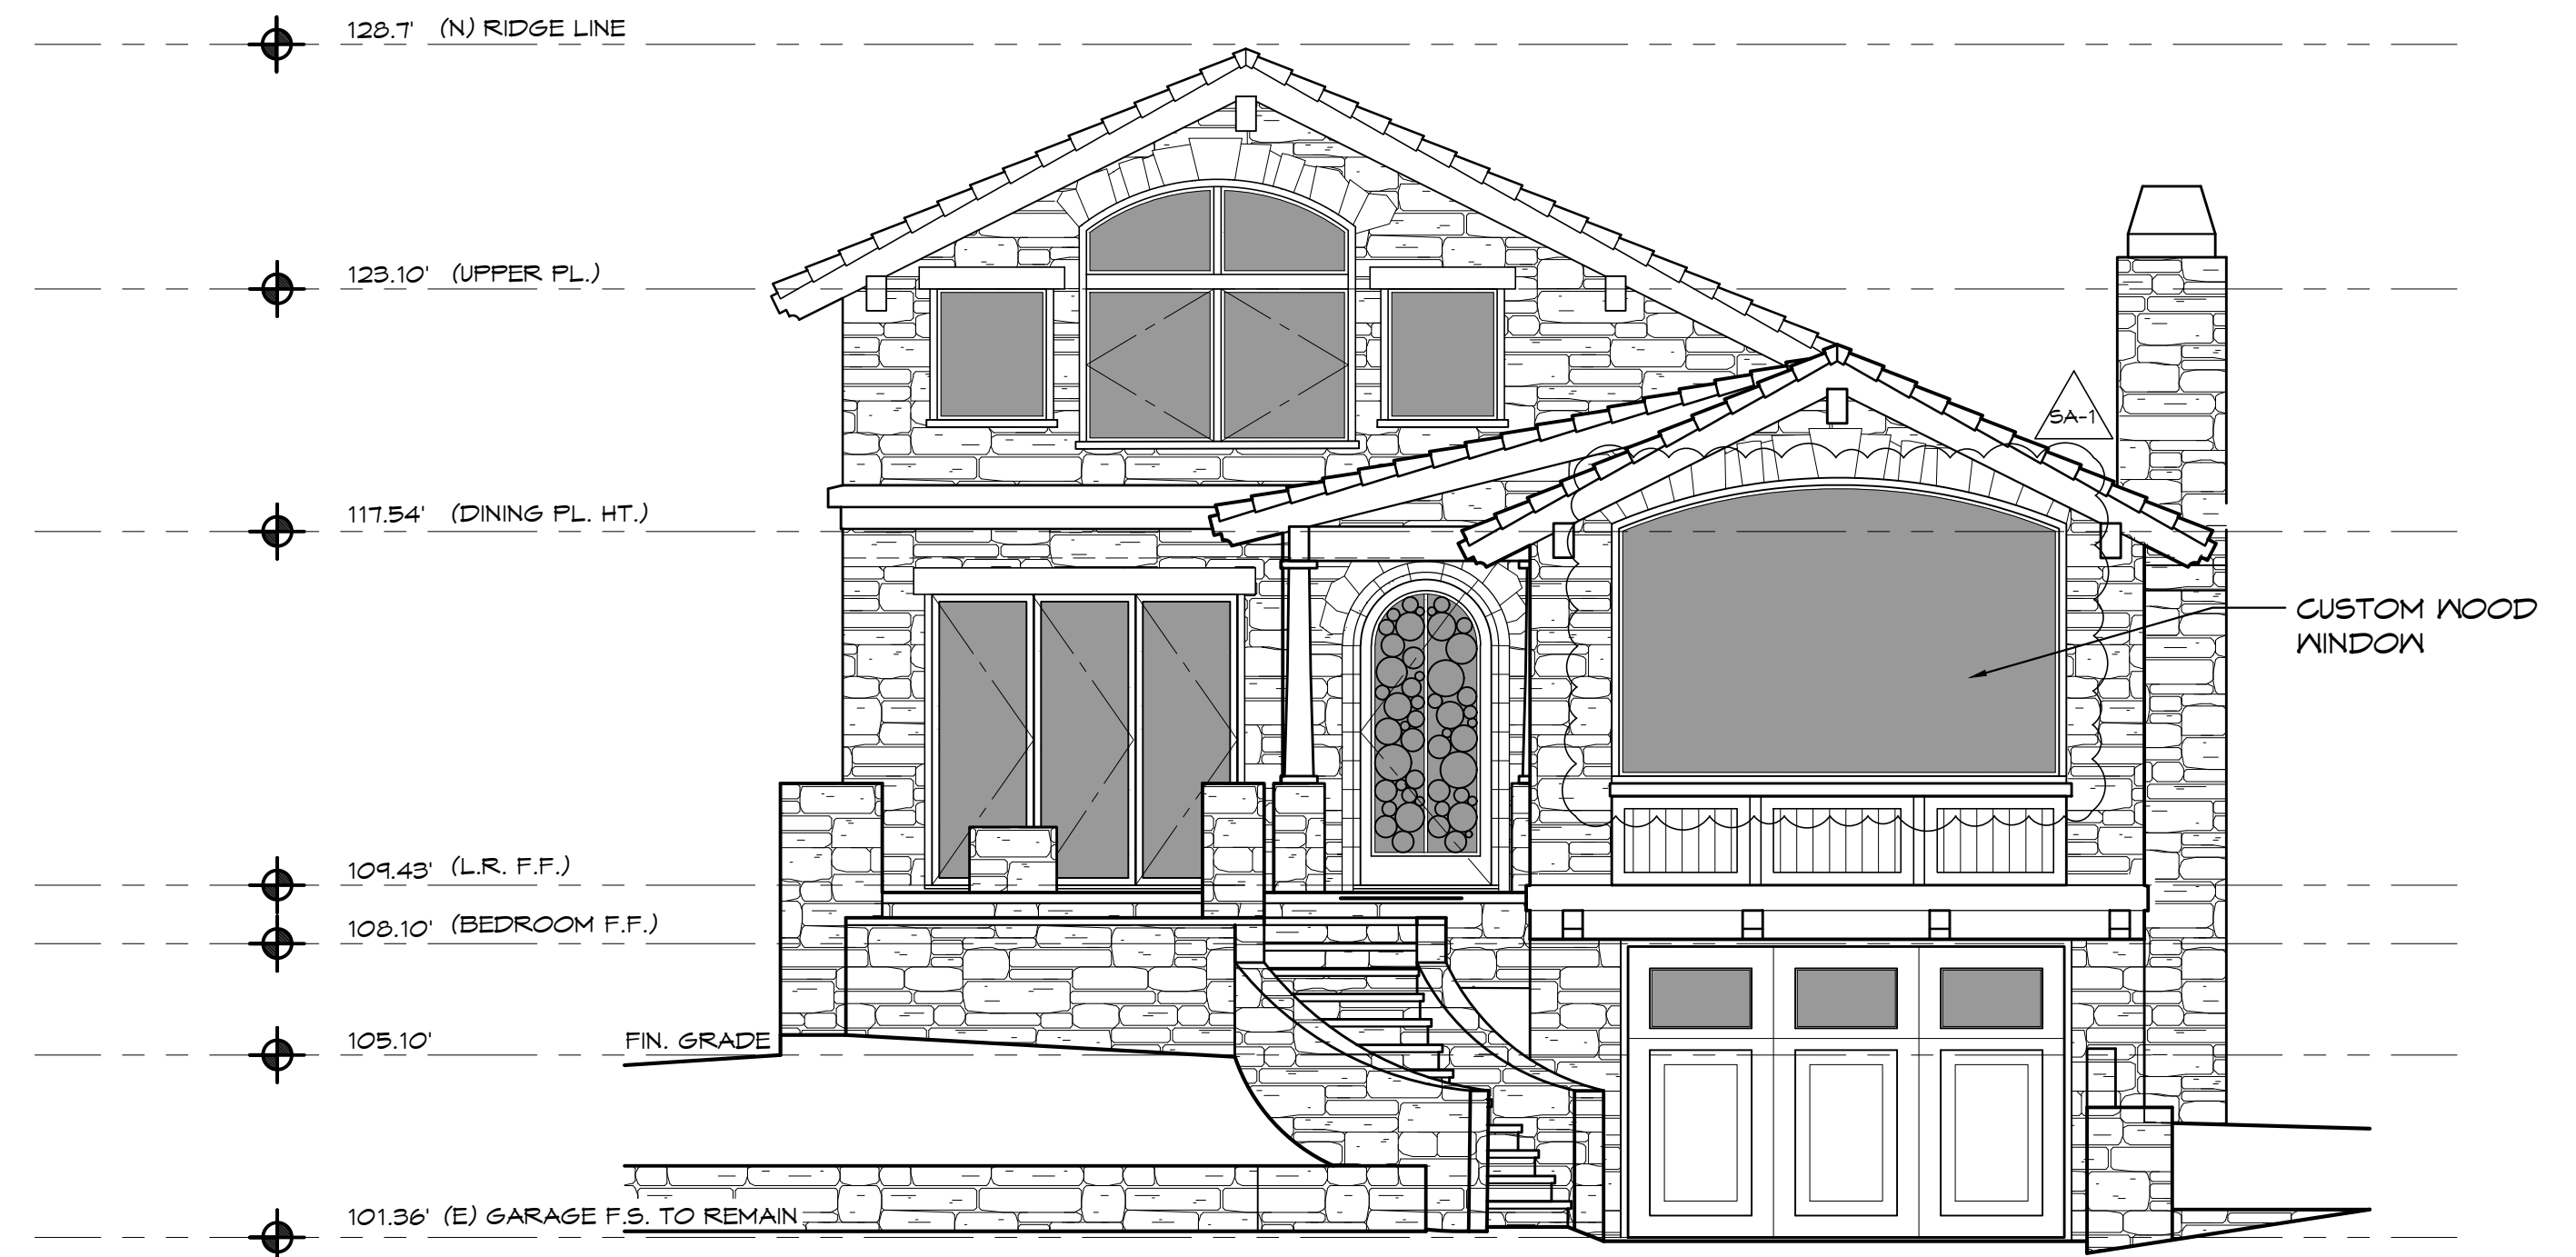 128.7' (N) RIDGE LINE
123.10' (UPPER PL.)
SA-1
117.54' (DINING PL. HT.)
CUSTOM WOOD
WINDOW
109.43' (L.R. F.F.)
108.10' (BEDROOM F.F.)
105.10' FIN. GRADE
101.36' (E) GARAGE F.S. TO REMAIN